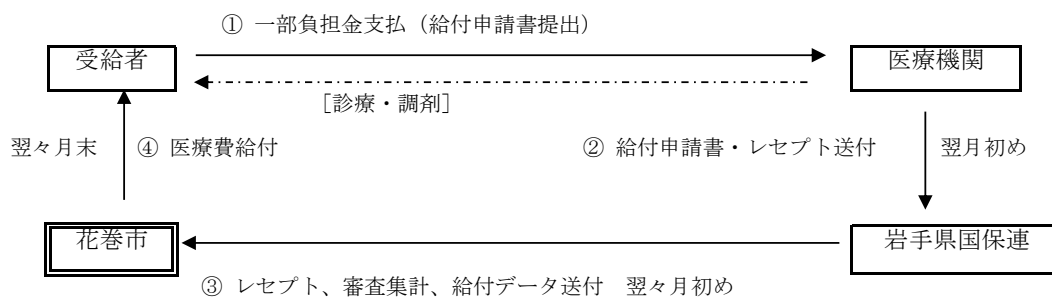 ① 一部負担金支払（給付申請書提出）
受給者
医療機関
［診療・調剤］
翌々月末
④ 医療費給付
② 給付申請書・レセプト送付
翌月初め
花巻市
岩手県国保連
③ レセプト、審査集計、給付データ送付　翌々月初め